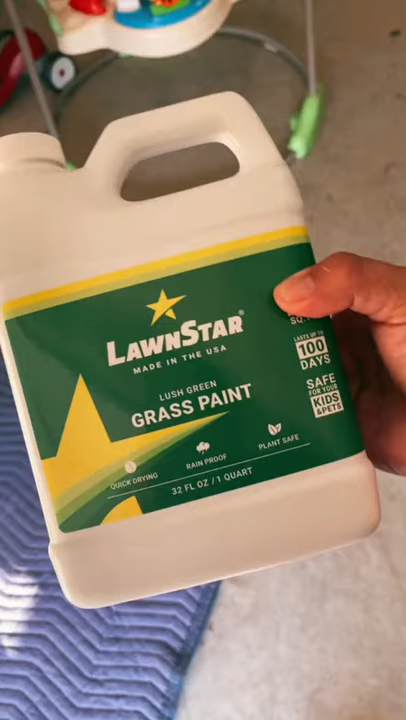 LAWNSTAR®
MADE IN THE USA
LUSH GREEN
GRASS PAINT
QUICK DRYING
RAIN PROOF
PLANT SAFE
32 FL OZ / 1 QUART
LASTS UP TO
100
DAYS
SAFE
FOR YOUR
KIDS
& PETS